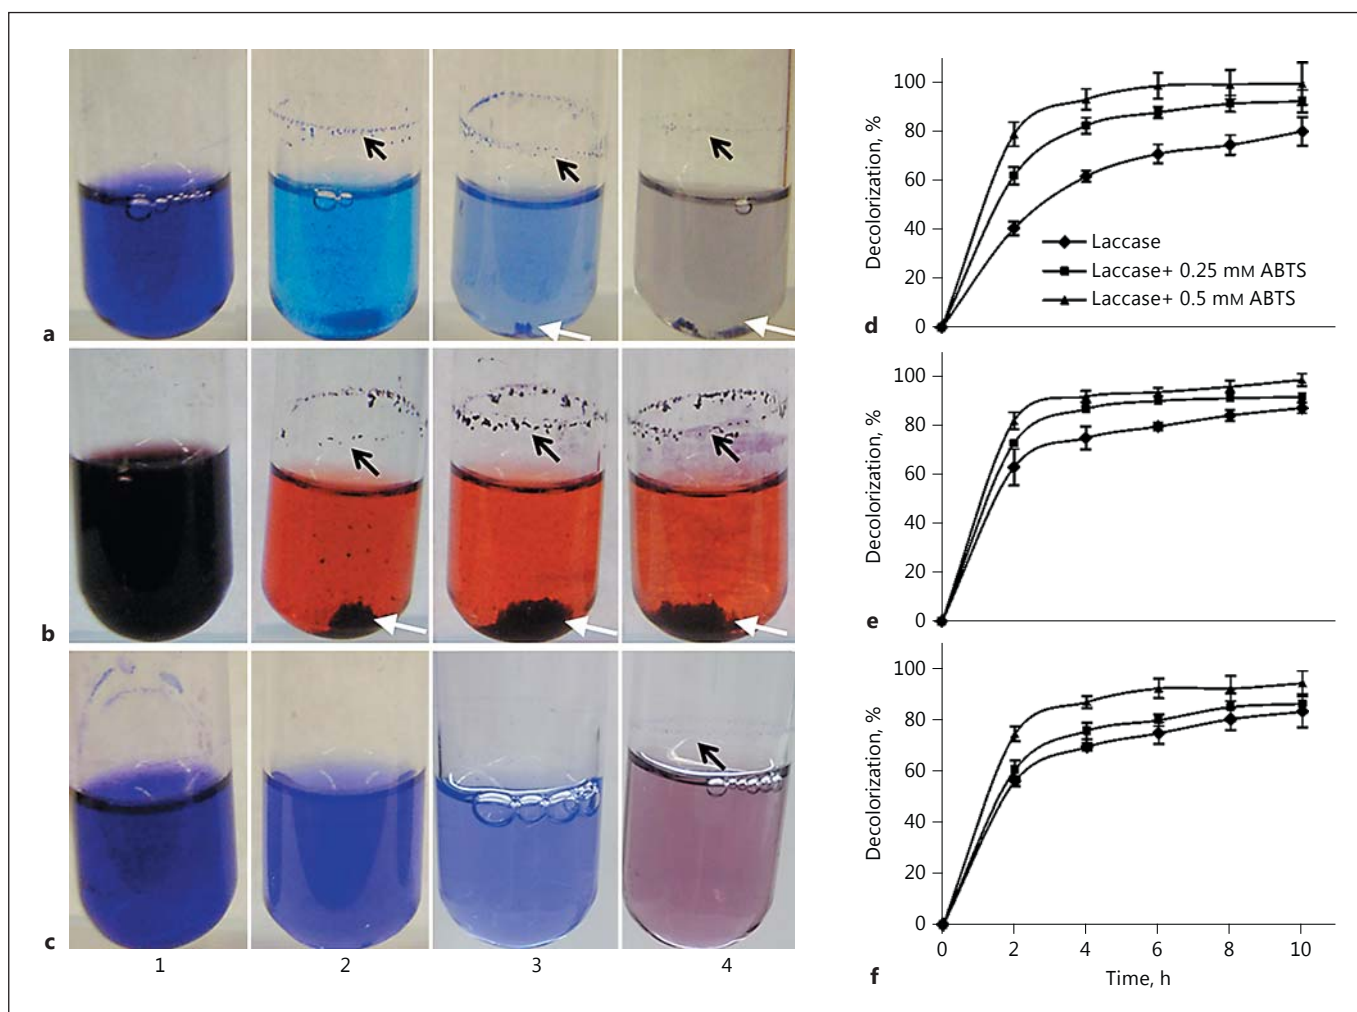 a
b
c
1 2 3 4
Decolorization, %
100
80
60
40
20
0
Laccase
Laccase+ 0.25 mM ABTS
Laccase+ 0.5 mM ABTS
d
Decolorization, %
100
80
60
40
20
0
e
Decolorization, %
100
80
60
40
20
0
0 2 4 6 8 10
Time, h
f